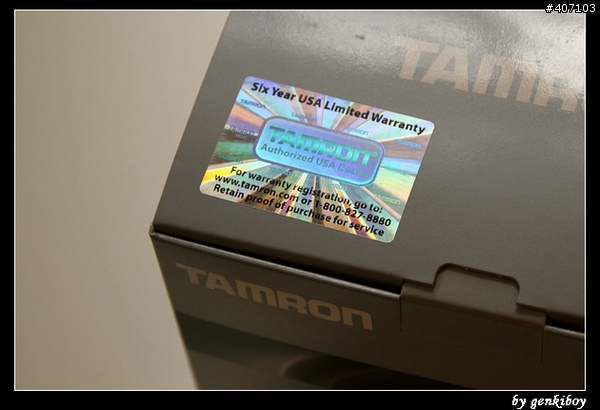 #407103
TAMRON
Six Year USA Limited Warranty
TAMRON
TAMRON®
Authorized USA
For warranty registration, go to:
www.tamron.com or 1-800-827-8880
Retain proof of purchase for service
TAMRON
by genkiboy